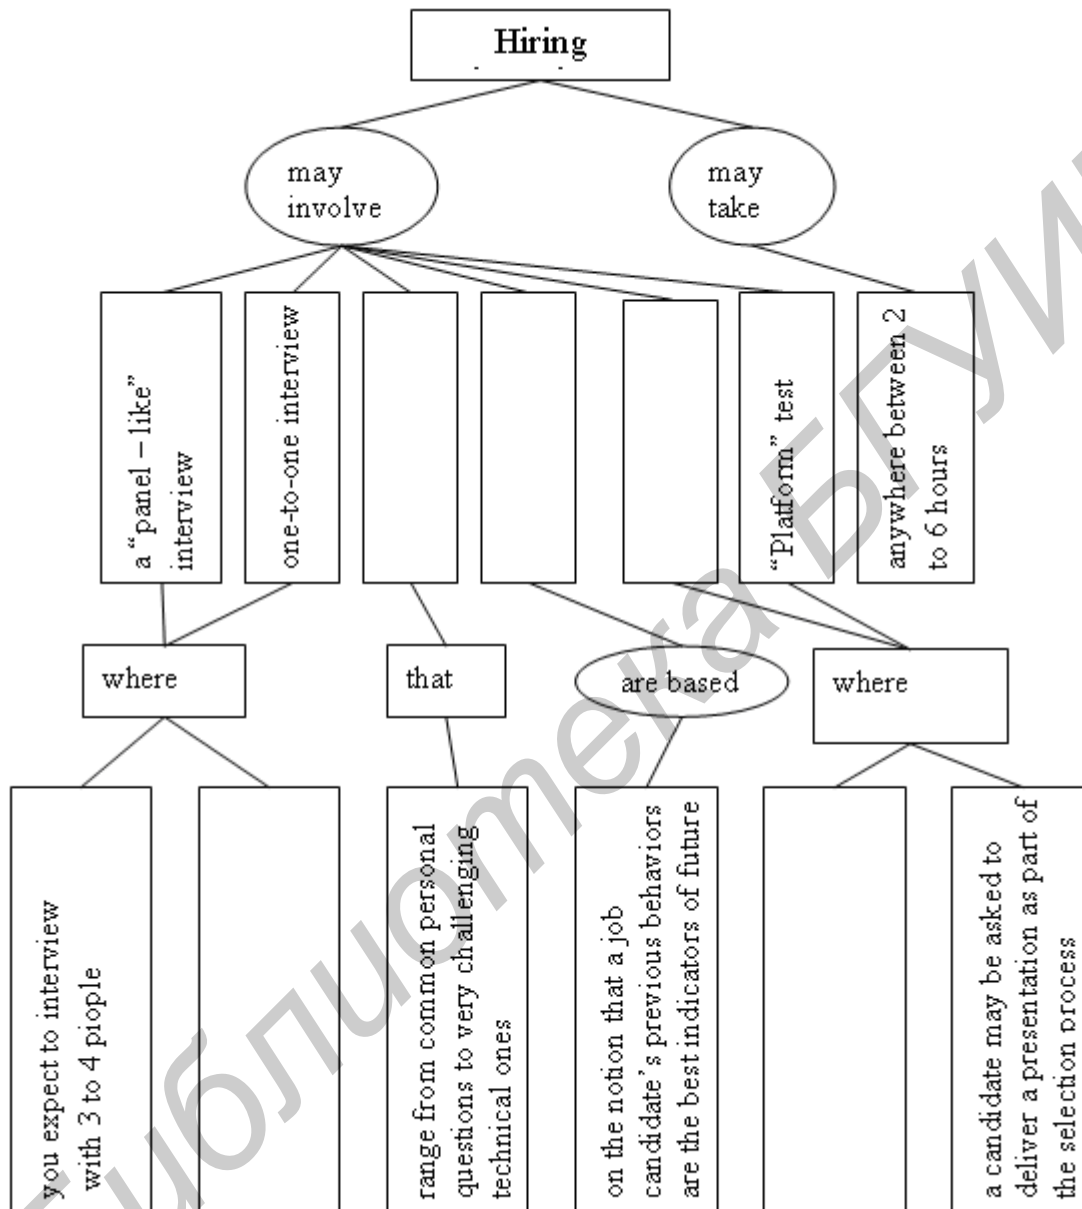 Hiring
may
involve
may
take
a “panel – like”
interview
one-to-one interview
“Platform” test
anywhere between 2
to 6 hours
where
that
are based
where
you expect to interview
with 3 to 4 piople
range from common personal
questions to very challenging
technical ones
on the notion that a job
candidate’s previous behaviors
are the best indicators of future
a candidate may be asked to
deliver a presentation as part of
the selection process
библиотека БГУИ